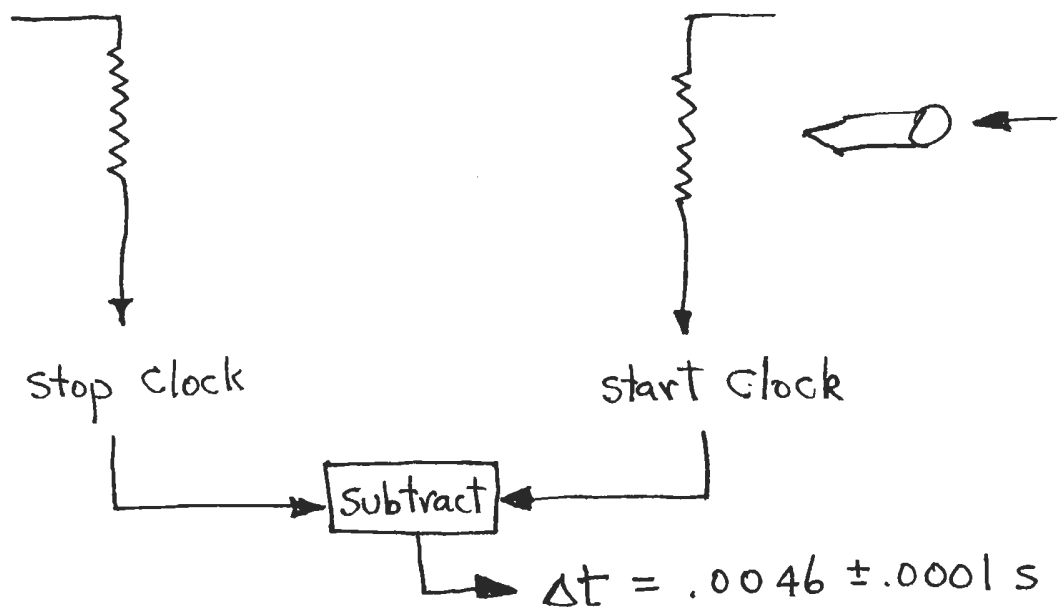 stop clock
start clock
subtract
Δt = .0046 ± .0001 s